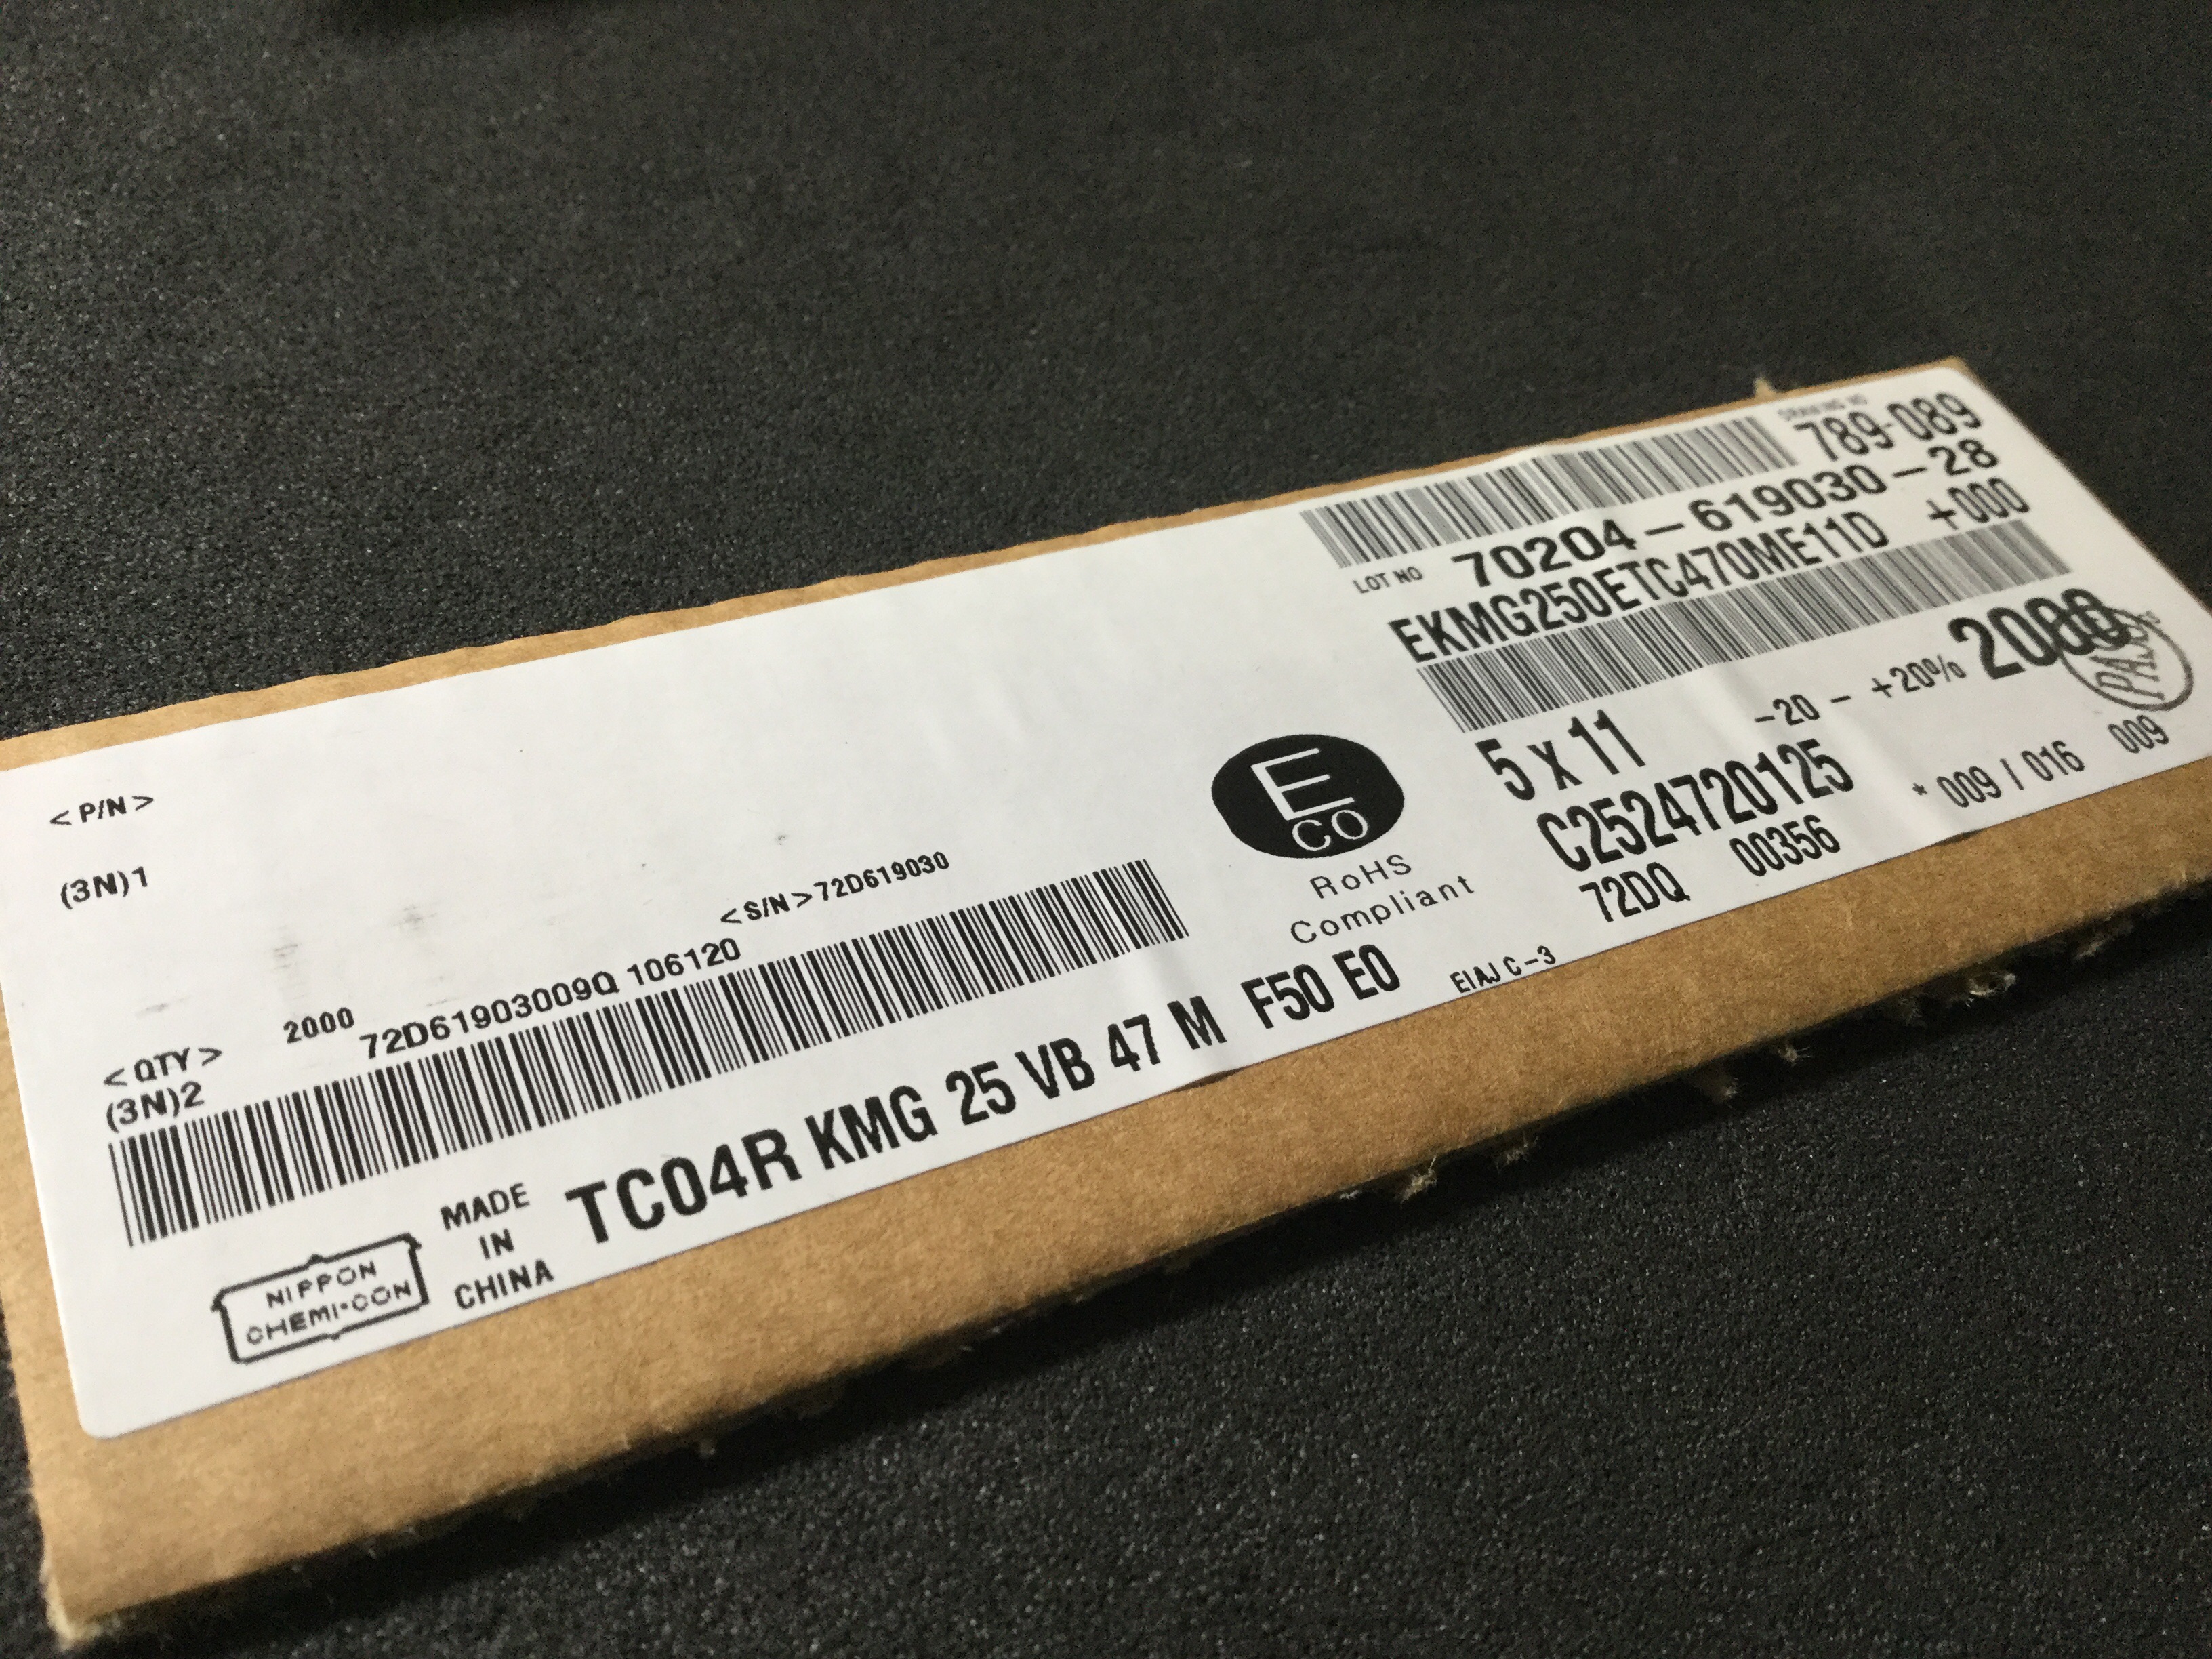 < P/N >
(3N)1
< S/N > 72D619030
< QTY > 2000
(3N)2 72D61903009Q 106120
NIPPON
CHEMI-CON
MADE
IN
CHINA
TC04R KMG 25 VB 47 M F50 E0
E
CO
RoHS
Compliant
EIAJ C-3
DRAWING NO
789-089
LOT NO 70204-619030-28
EKMG250ETC470ME11D +000
5 x 11 -20 - +20% 2000
PASS
C2524720125
72DQ 00356 * 009 / 016 009